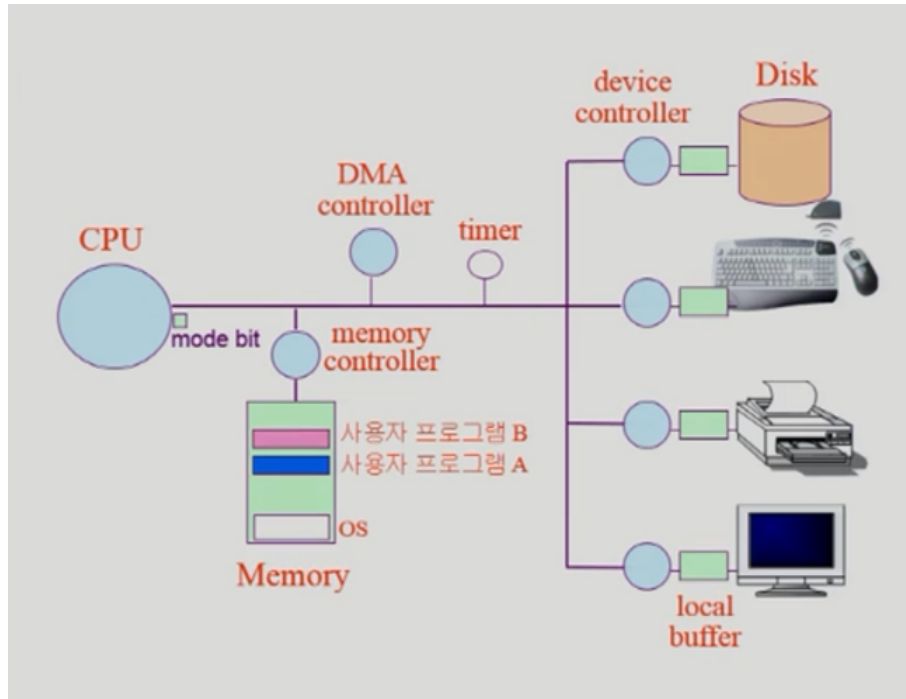 Disk
device
controller
DMA
controller
timer
CPU
mode bit
memory
controller
사용자 프로그램 B
사용자 프로그램 A
OS
Memory
local
buffer